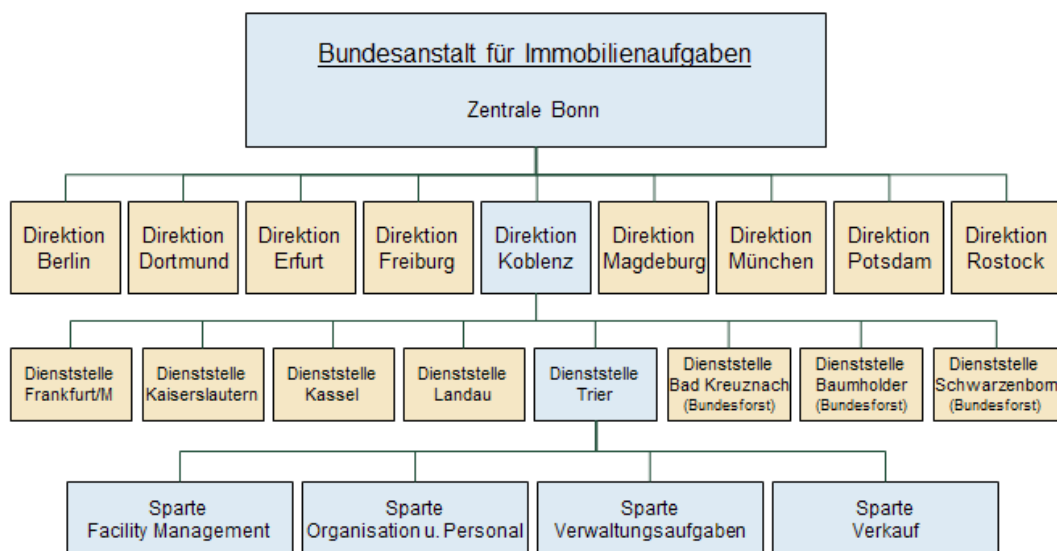 Bundesanstalt für Immobilienaufgaben
Zentrale Bonn
Direktion
Berlin
Direktion
Dortmund
Direktion
Erfurt
Direktion
Freiburg
Direktion
Koblenz
Direktion
Magdeburg
Direktion
München
Direktion
Potsdam
Direktion
Rostock
Dienststelle
Frankfurt/M
Dienststelle
Kaiserslautern
Dienststelle
Kassel
Dienststelle
Landau
Dienststelle
Trier
Dienststelle
Bad Kreuznach
(Bundesforst)
Dienststelle
Baumholder
(Bundesforst)
Dienststelle
Schwarzenborn
(Bundesforst)
Sparte
Facility Management
Sparte
Organisation u. Personal
Sparte
Verwaltungsaufgaben
Sparte
Verkauf